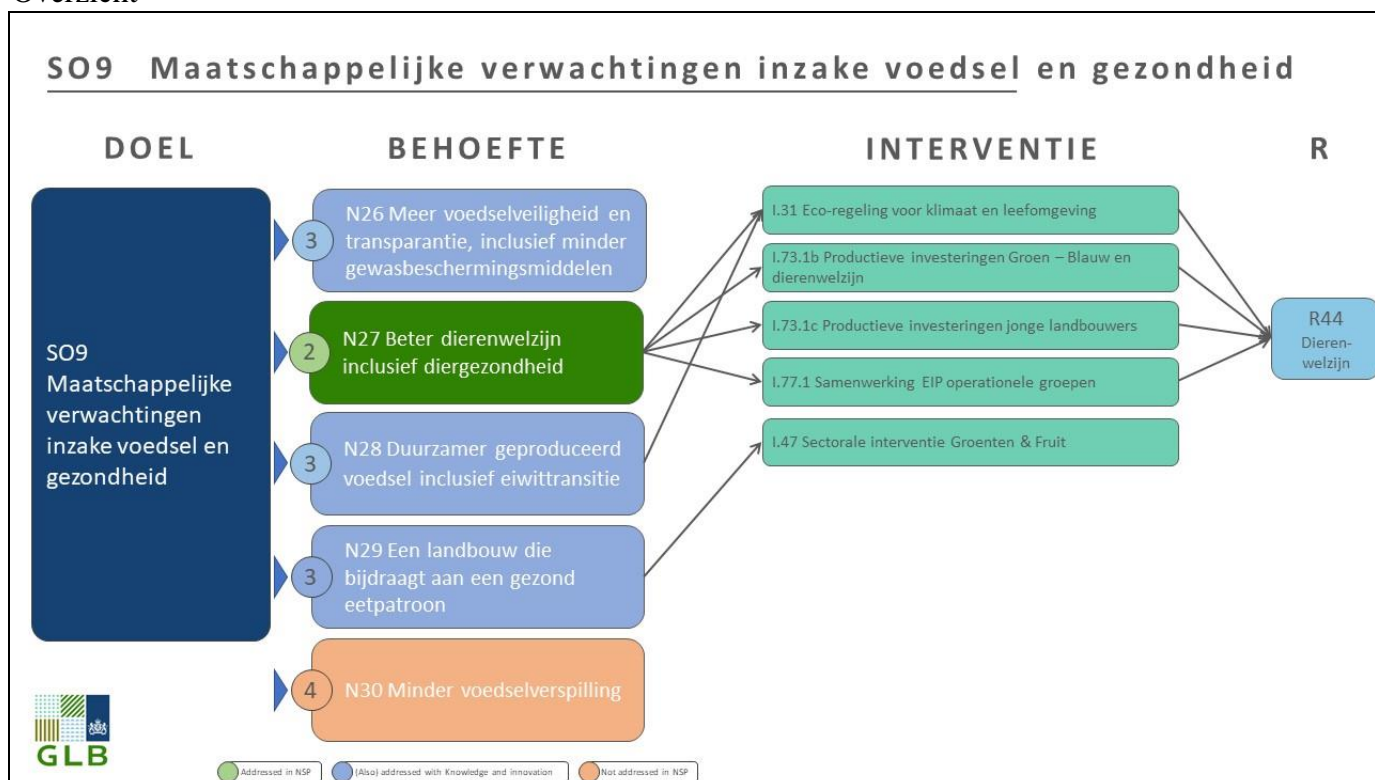 Overzicht
SO9 Maatschappelijke verwachtingen inzake voedsel en gezondheid
DOEL
BEHOEFTE
INTERVENTIE
R
SO9
Maatschappelijke
verwachtingen
inzake voedsel en
gezondheid
3
N26 Meer voedselveiligheid en
transparantie, inclusief minder
gewasbeschermingsmiddelen
2
N27 Beter dierenwelzijn
inclusief diergezondheid
3
N28 Duurzamer geproduceerd
voedsel inclusief eiwittransitie
3
N29 Een landbouw die
bijdraagt aan een gezond
eetpatroon
4
N30 Minder voedselverspilling
I.31 Eco-regeling voor klimaat en leefomgeving
I.73.1b Productieve investeringen Groen – Blauw en
dierenwelzijn
I.73.1c Productieve investeringen jonge landbouwers
I.77.1 Samenwerking EIP operationele groepen
I.47 Sectorale interventie Groenten & Fruit
R44
Dieren-
welzijn
GLB
Addressed in NSP
(Also) addressed with Knowledge and innovation
Not addressed in NSP